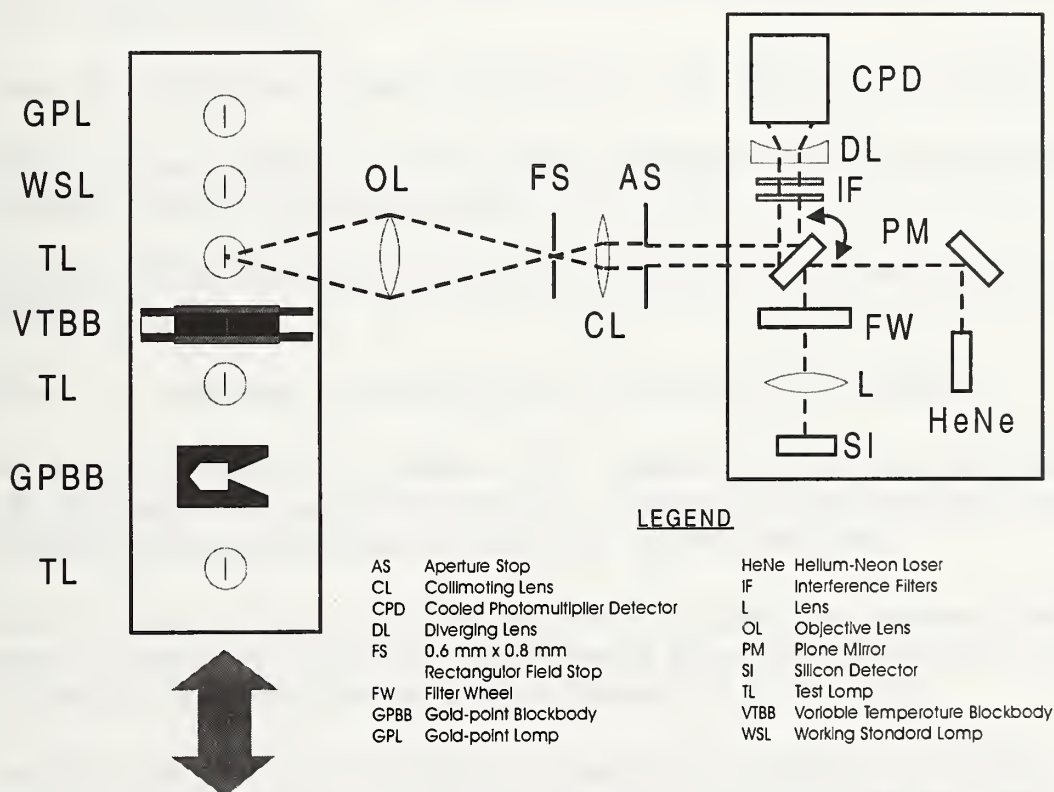 GPL
WSL
TL
VTBB
TL
GPBB
TL
OL
FS
AS
CL
CPD
DL
IF
PM
FW
L
HeNe
SI
LEGEND
AS Aperture Stop
CL Collimoting Lens
CPD Cooled Photomultiplier Detector
DL Diverging Lens
FS 0.6 mm x 0.8 mm
Rectangulor Field Stop
FW Filter Wheel
GPBB Gold-point Blockbody
GPL Gold-point Lomp
HeNe Helium-Neon Loser
IF Interference Filters
L Lens
OL Objective Lens
PM Plone Mirror
SI Silicon Detector
TL Test Lomp
VTBB Vorioble Temperoture Blockbody
WSL Working Stondord Lomp